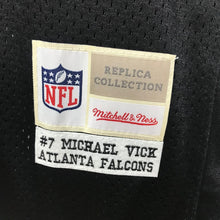 REPLICA
COLLECTION
NFL
Mitchell & Ness
#7 MICHAEL VICK
ATLANTA FALCONS